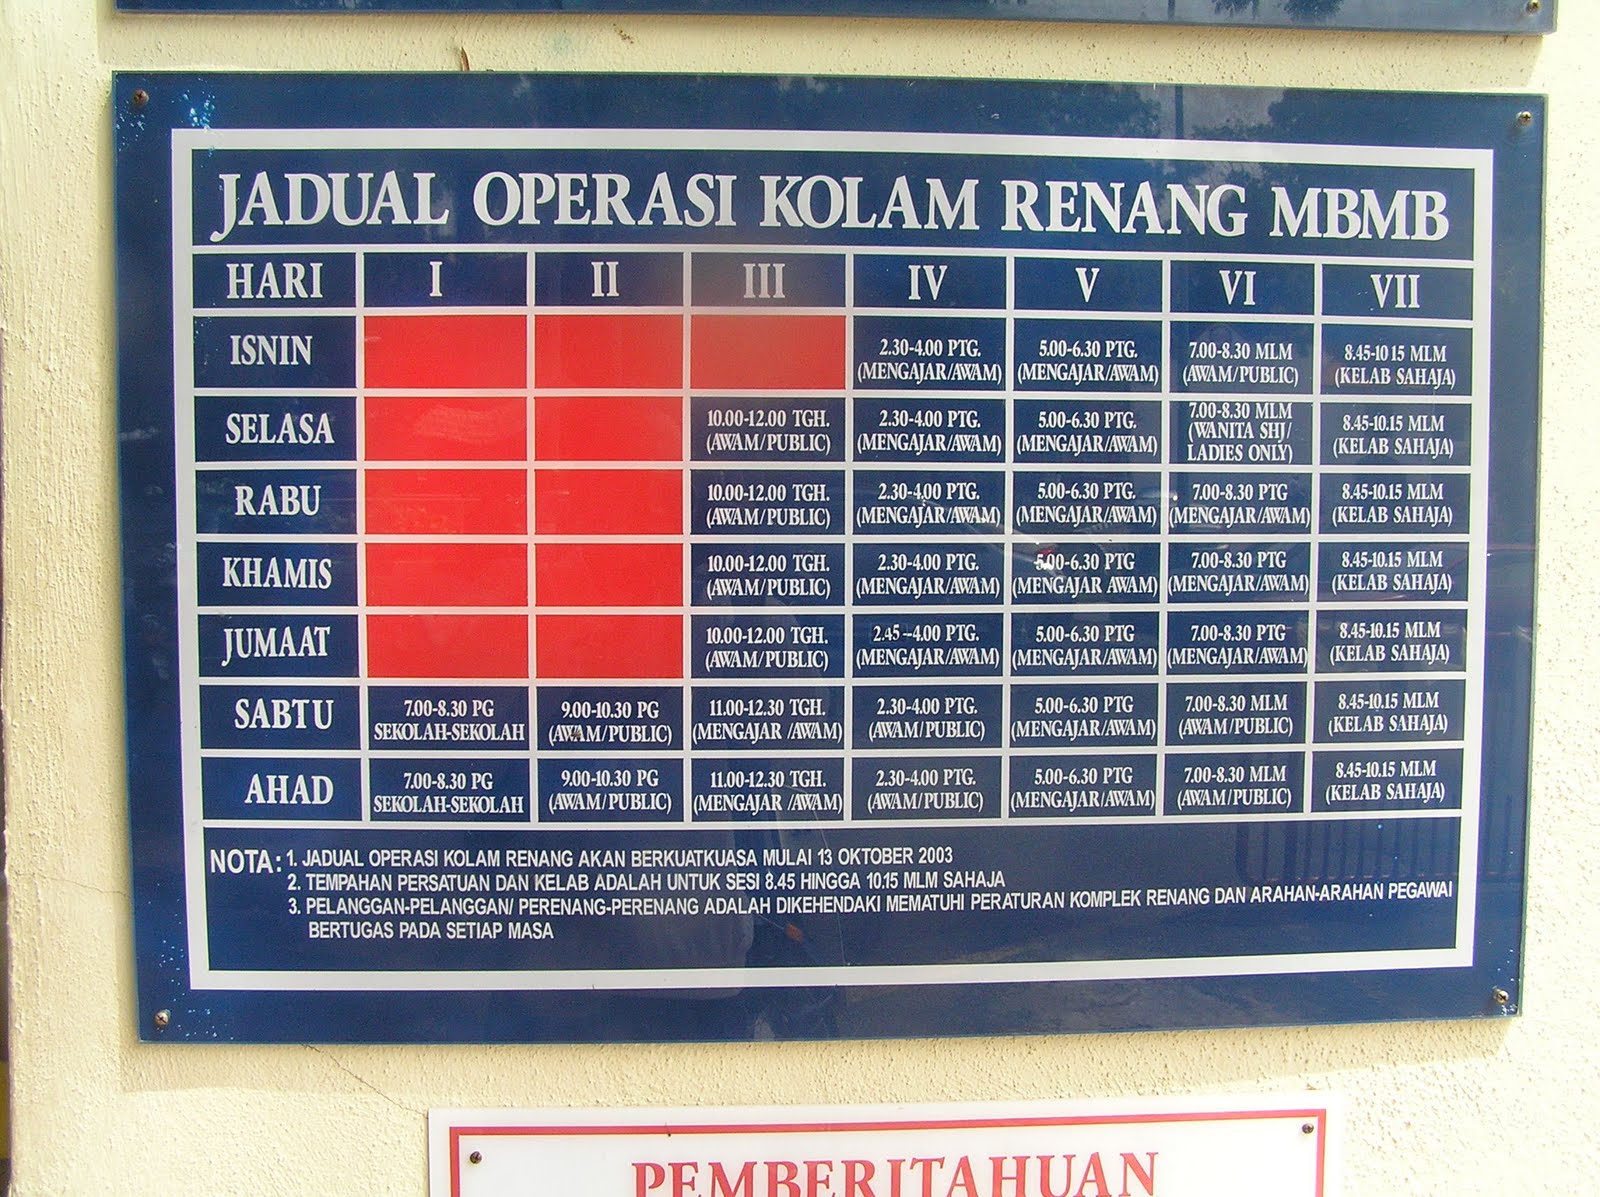 JADUAL OPERASI KOLAM RENANG MBMB
HARI I II III IV V VI VII
ISNIN 2.30-4.00 PTG. (MENGAJAR/AWAM) 5.00-6.30 PTG. (MENGAJAR/AWAM) 7.00-8.30 MLM (AWAM/PUBLIC) 8.45-10 15 MLM (KELAB SAHAJA)
SELASA 10.00-12.00 TGH. (AWAM/PUBLIC) 2.30-4.00 PTG. (MENGAJAR/AWAM) 5.00-6.30 PTG. (MENGAJAR/AWAM) 7.00-8.30 MLM (WANITA SHJ/ LADIES ONLY) 8.45-10.15 MLM (KELAB SAHAJA)
RABU 10.00-12.00 TGH. (AWAM/PUBLIC) 2.30-4.00 PTG. (MENGAJAR/AWAM) 5.00-6.30 PTG. (MENGAJAR/AWAM) 7.00-8.30 PTG (MENGAJAR/AWAM) 8.45-10.15 MLM (KELAB SAHAJA)
KHAMIS 10.00-12.00 TGH. (AWAM/PUBLIC) 2.30-4.00 PTG. (MENGAJAR/AWAM) 5.00-6.30 PTG (MENGAJAR AWAM) 7.00-8.30 PTG (MENGAJAR/AWAM) 8.45-10.15 MLM (KELAB SAHAJA)
JUMAAT 10.00-12.00 TGH. (AWAM/PUBLIC) 2.45-4.00 PTG. (MENGAJAR/AWAM) 5.00-6.30 PTG (MENGAJAR/AWAM) 7.00-8.30 PTG (MENGAJAR/AWAM) 8.45-10.15 MLM (KELAB SAHAJA)
SABTU 7.00-8.30 PG SEKOLAH-SEKOLAH 9.00-10.30 PG (AWAM/PUBLIC) 11.00-12.30 TGH. (MENGAJAR /AWAM) 2.30-4.00 PTG. (AWAM/PUBLIC) 5.00-6.30 PTG (MENGAJAR/AWAM) 7.00-8.30 MLM (AWAM/PUBLIC) 8.45-10.15 MLM (KELAB SAHAJA)
AHAD 7.00-8.30 PG SEKOLAH-SEKOLAH 9.00-10.30 PG (AWAM/PUBLIC) 11.00-12.30 TGH. (MENGAJAR /AWAM) 2.30-4.00 PTG. (AWAM/PUBLIC) 5.00-6.30 PTG (MENGAJAR/AWAM) 7.00-8.30 MLM (AWAM/PUBLIC) 8.45-10.15 MLM (KELAB SAHAJA)
NOTA: 1. JADUAL OPERASI KOLAM RENANG AKAN BERKUATKUASA MULAI 13 OKTOBER 2003
2. TEMPAHAN PERSATUAN DAN KELAB ADALAH UNTUK SESI 8.45 HINGGA 10.15 MLM SAHAJA
3. PELANGGAN-PELANGGAN/ PERENANG-PERENANG ADALAH DIKEHENDAKI MEMATUHI PERATURAN KOMPLEK RENANG DAN ARAHAN-ARAHAN PEGAWAI
BERTUGAS PADA SETIAP MASA
PEMBERITAHUAN